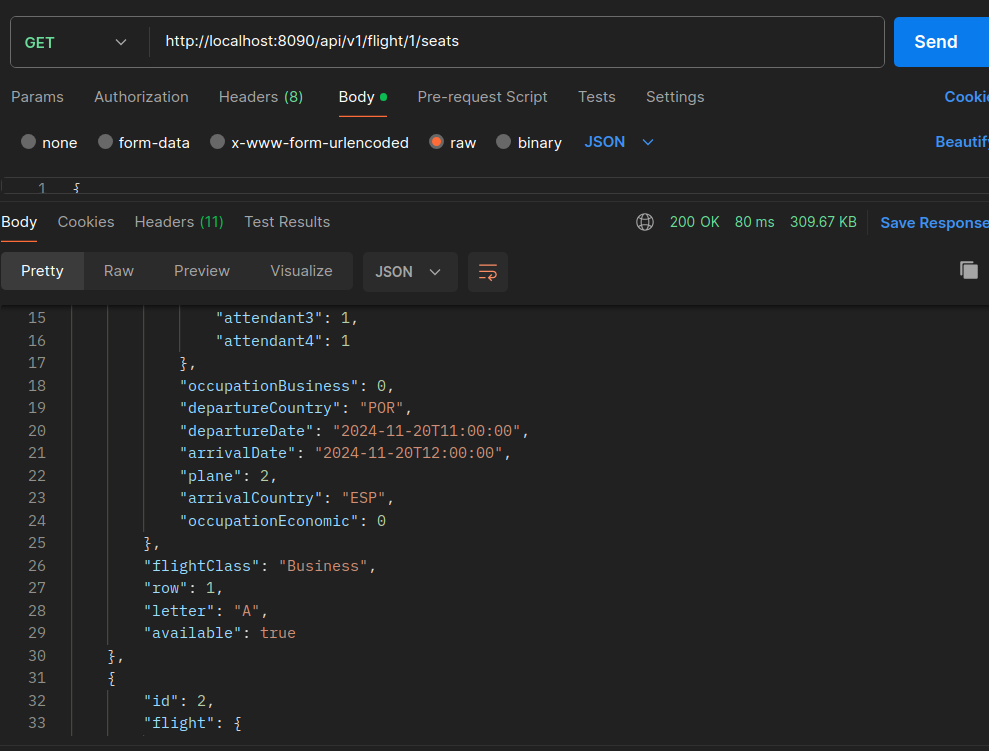 GET http://localhost:8090/api/v1/flight/1/seats Send
Params Authorization Headers (8) Body Pre-request Script Tests Settings Cookie
none form-data x-www-form-urlencoded raw binary JSON Beautify
1 {
Body Cookies Headers (11) Test Results 200 OK 80 ms 309.67 KB Save Response
Pretty Raw Preview Visualize JSON
15 "attendant3": 1,
16 "attendant4": 1
17 },
18 "occupationBusiness": 0,
19 "departureCountry": "POR",
20 "departureDate": "2024-11-20T11:00:00",
21 "arrivalDate": "2024-11-20T12:00:00",
22 "plane": 2,
23 "arrivalCountry": "ESP",
24 "occupationEconomic": 0
25 },
26 "flightClass": "Business",
27 "row": 1,
28 "letter": "A",
29 "available": true
30 },
31 {
32 "id": 2,
33 "flight": {